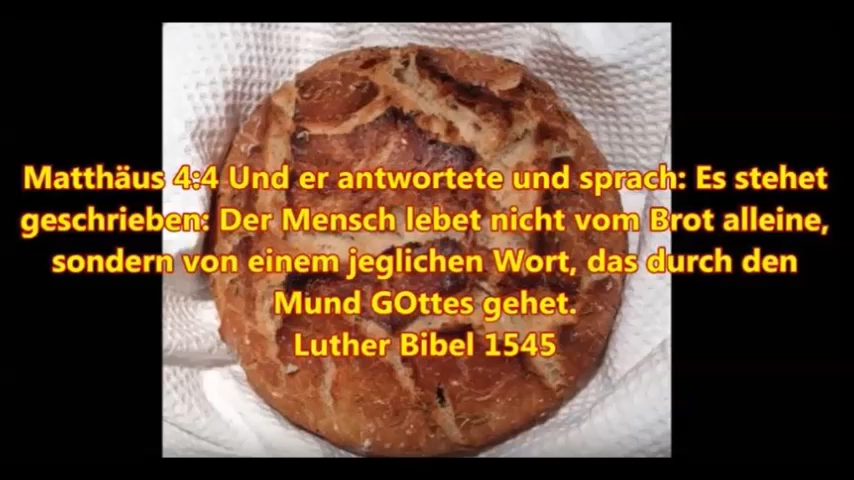 Matthäus 4:4 Und er antwortete und sprach: Es stehet
geschrieben: Der Mensch lebet nicht vom Brot alleine,
sondern von einem jeglichen Wort, das durch den
Mund GOttes gehet.
Luther Bibel 1545